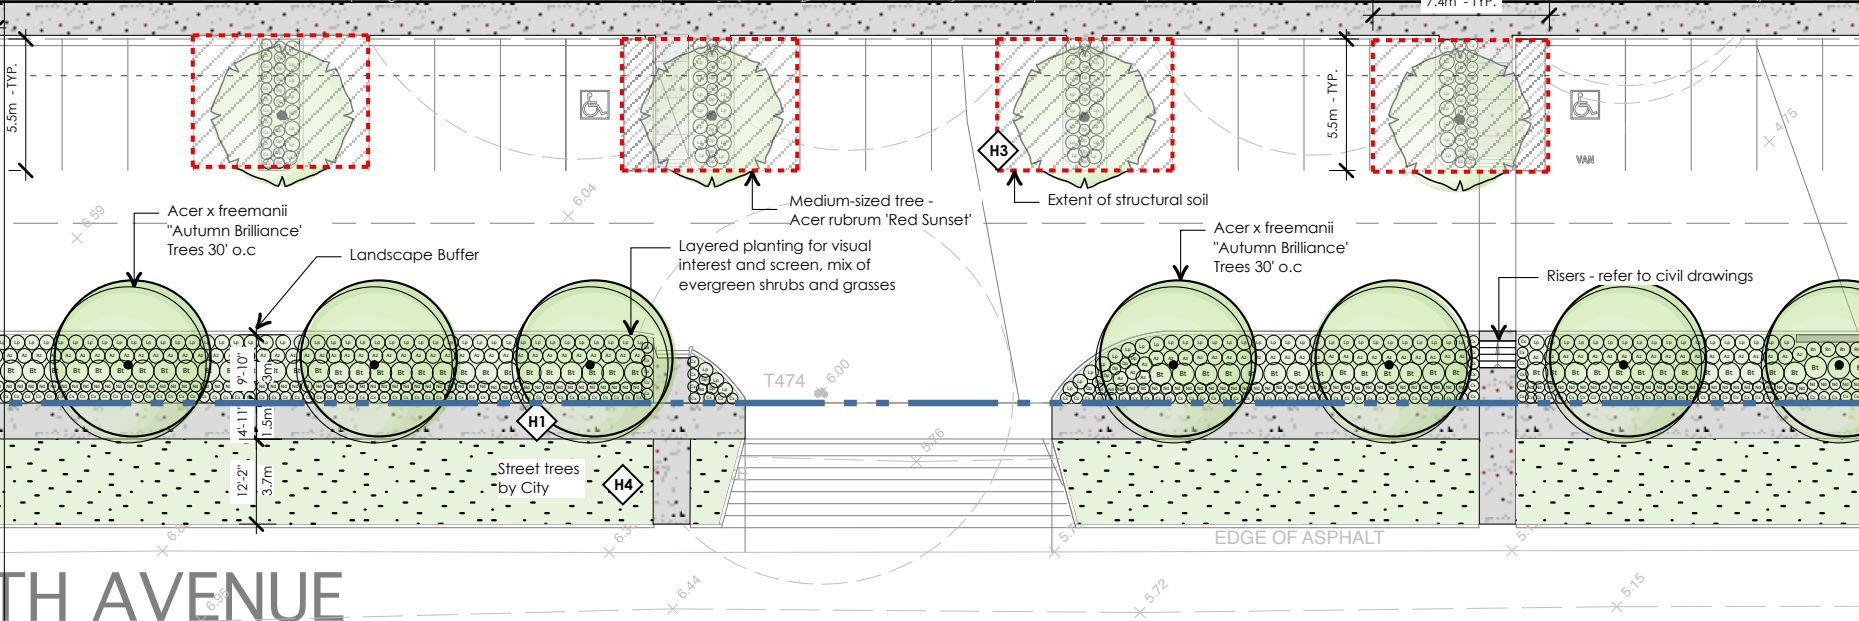 7.4m - TYP.
5.5m - TYP.
5.5m - TYP.
H3
VAN
4.75
6.04
6.59
Medium-sized tree -
Acer rubrum 'Red Sunset'
Extent of structural soil
Acer x freemanii
"Autumn Brilliance'
Trees 30' o.c
Landscape Buffer
Layered planting for visual
interest and screen, mix of
evergreen shrubs and grasses
Acer x freemanii
"Autumn Brilliance'
Trees 30' o.c
Risers - refer to civil drawings
9'-10"
3m
T474
6.00
4'-11"
1.5m
H1
5.76
12'-2"
3.7m
Street trees
by City
H4
EDGE OF ASPHALT
TH AVENUE
6.95
6.44
5.72
5.15